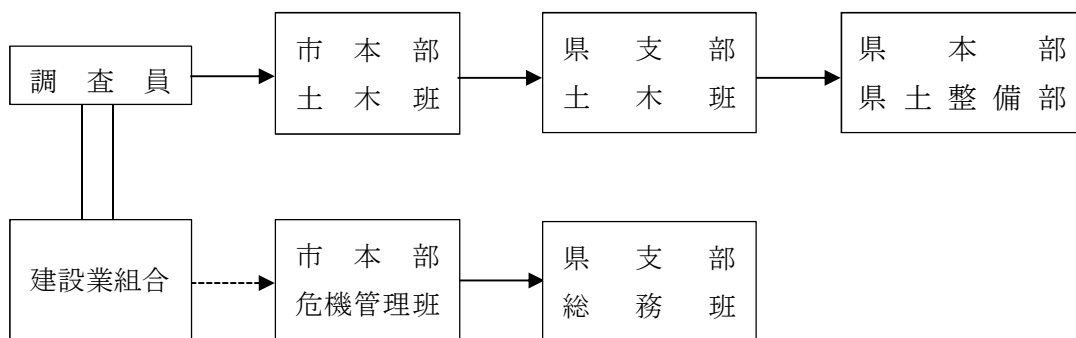 調査員
市本部
土木班
県支部
土木班
県本部
県土整備部
建設業組合
市本部
危機管理班
県支部
総務班